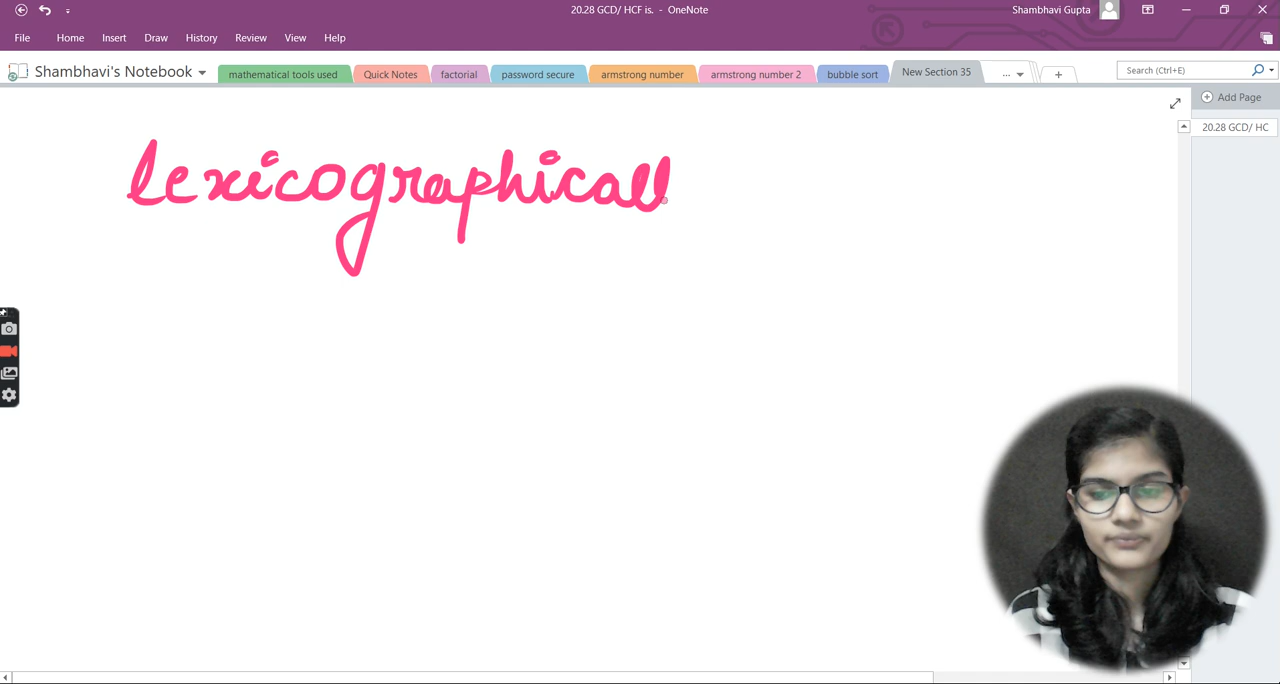 20.28 GCD/ HCF is. - OneNote
Shambhavi Gupta
File Home Insert Draw History Review View Help
Shambhavi's Notebook
mathematical tools used
Quick Notes
factorial
password secure
armstrong number
armstrong number 2
bubble sort
New Section 35
...
+
Search (Ctrl+E)
Add Page
20.28 GCD/ HC
lexicographicall